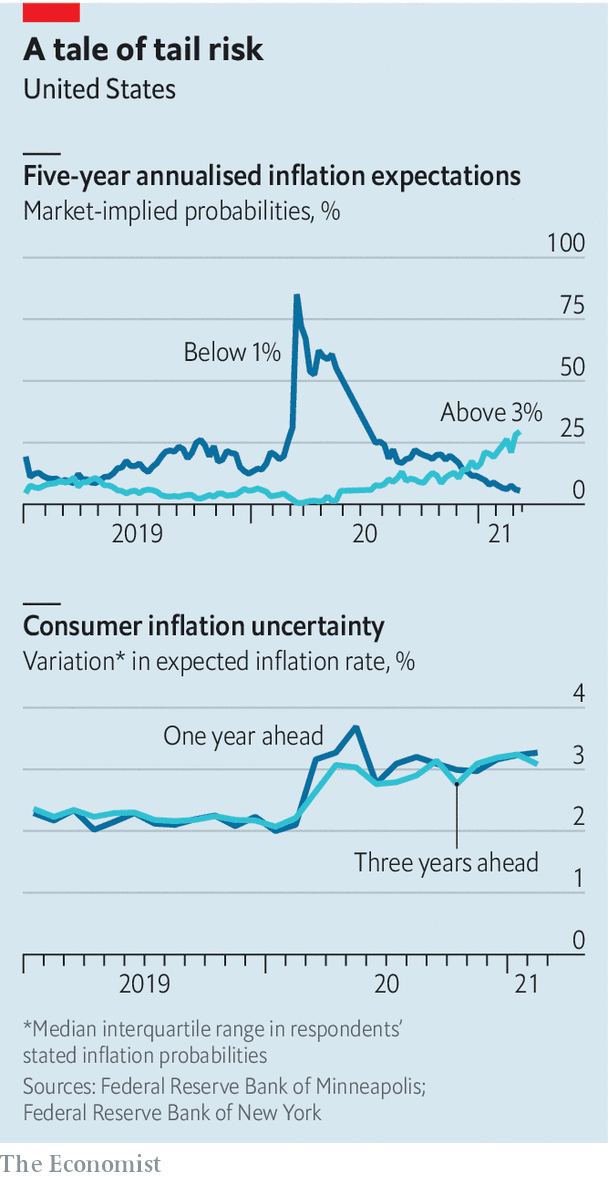 A tale of tail risk
United States
Five-year annualised inflation expectations
Market-implied probabilities, %
100
75
Below 1%
50
Above 3%
25
0
2019 20 21
Consumer inflation uncertainty
Variation* in expected inflation rate, %
4
One year ahead
3
2
Three years ahead
1
0
2019 20 21
*Median interquartile range in respondents’
stated inflation probabilities
Sources: Federal Reserve Bank of Minneapolis;
Federal Reserve Bank of New York
The Economist